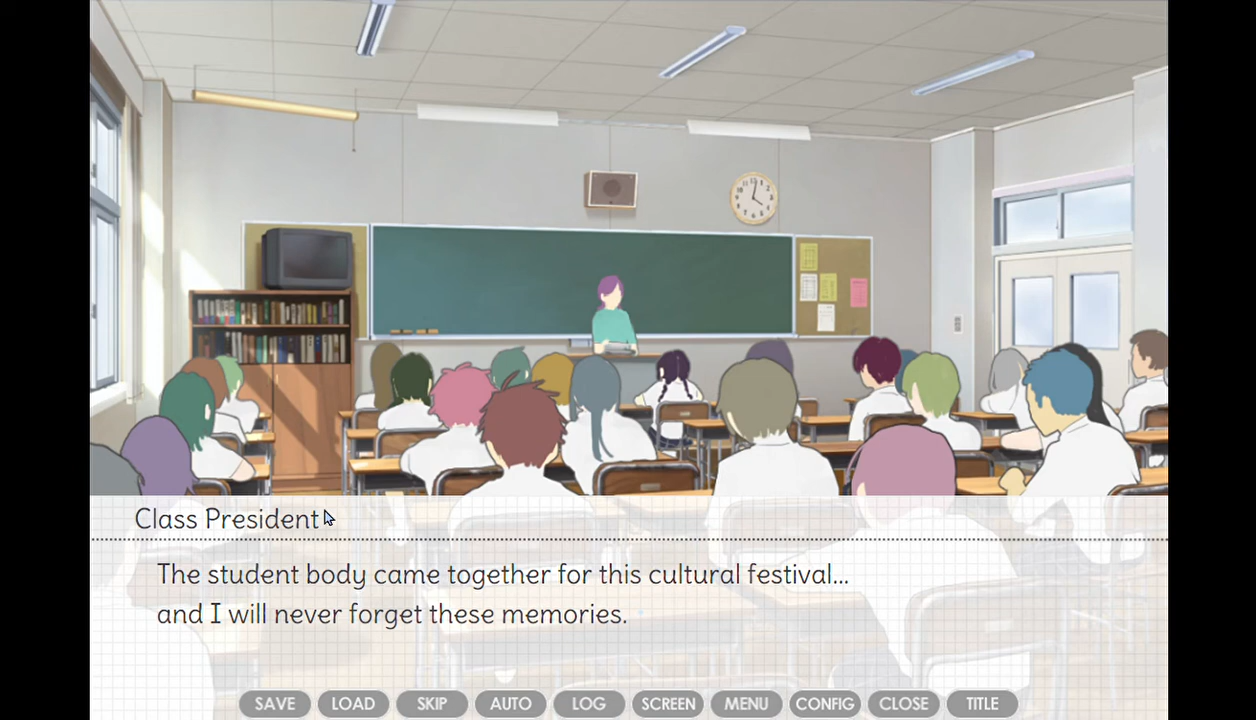 Class President
The student body came together for this cultural festival...
and I will never forget these memories.
SAVE LOAD SKIP AUTO LOG SCREEN MENU CONFIG CLOSE TITLE